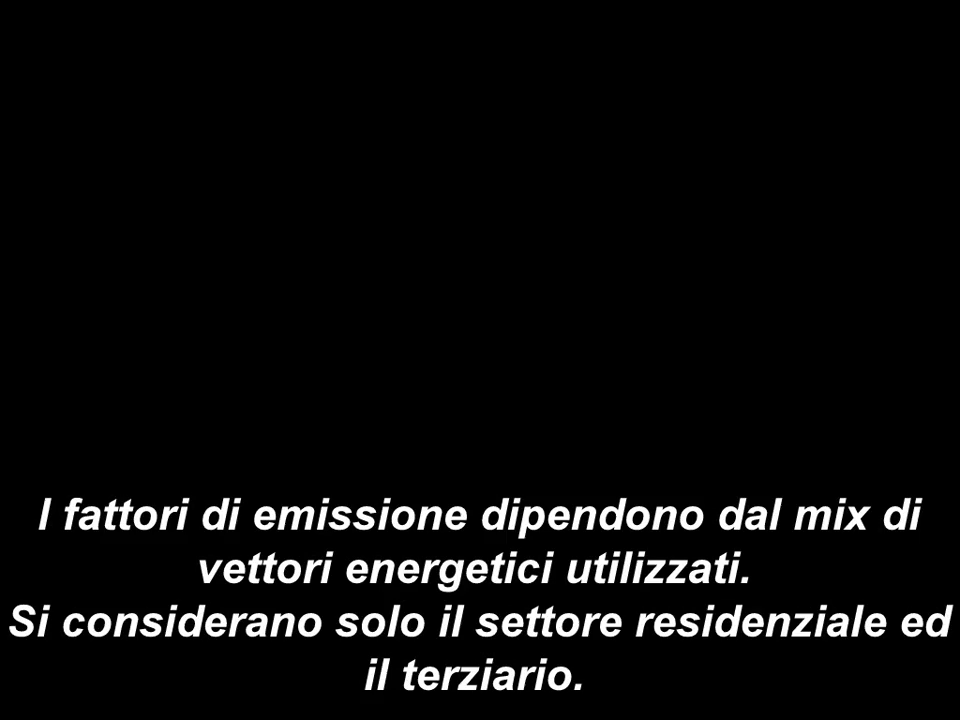 I fattori di emissione dipendono dal mix di
vettori energetici utilizzati.
Si considerano solo il settore residenziale ed
il terziario.